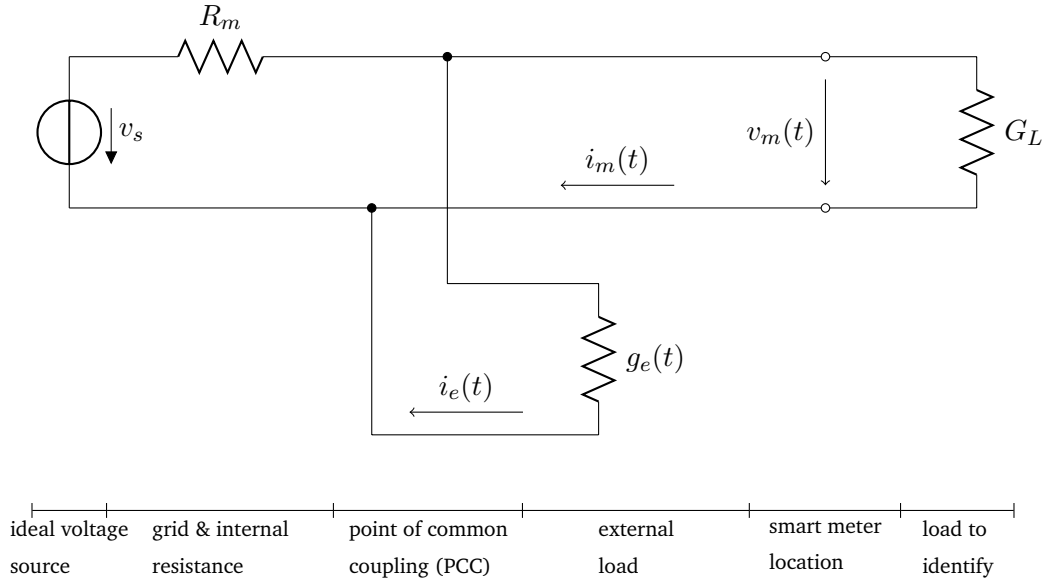 R_m
v_s
v_m(t)
G_L
i_m(t)
g_e(t)
i_e(t)
ideal voltage
source
grid & internal
resistance
point of common
coupling (PCC)
external
load
smart meter
location
load to
identify